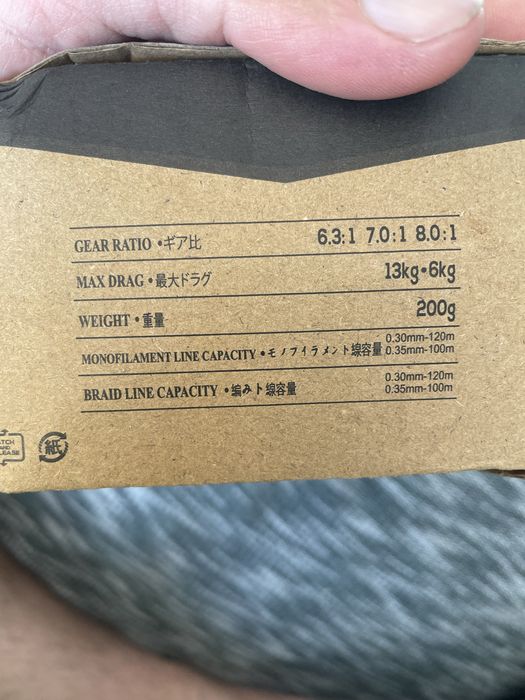 GEAR RATIO •ギア比 6.3:1 7.0:1 8.0:1
MAX DRAG •最大ドラグ 13kg•6kg
WEIGHT •重量 200g
MONOFILAMENT LINE CAPACITY •モノフィラメント線容量 0.30mm-120m
0.35mm-100m
BRAID LINE CAPACITY •編み卜線容量 0.30mm-120m
0.35mm-100m
紙